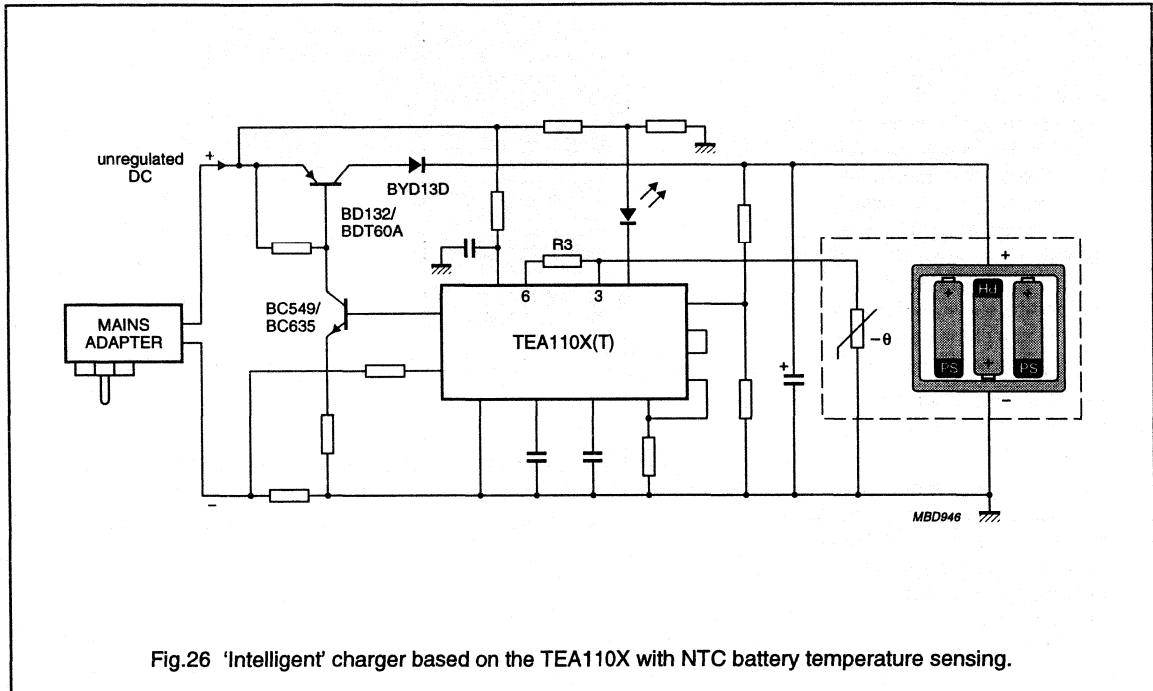 unregulated
DC
+
BYD13D
BD132/
BDT60A
R3
6
3
BC549/
BC635
TEA110X(T)
MAINS
ADAPTER
+
-θ
+
PH
+
+
PS
+
PS
–
–
MBD946
Fig.26 'Intelligent' charger based on the TEA110X with NTC battery temperature sensing.